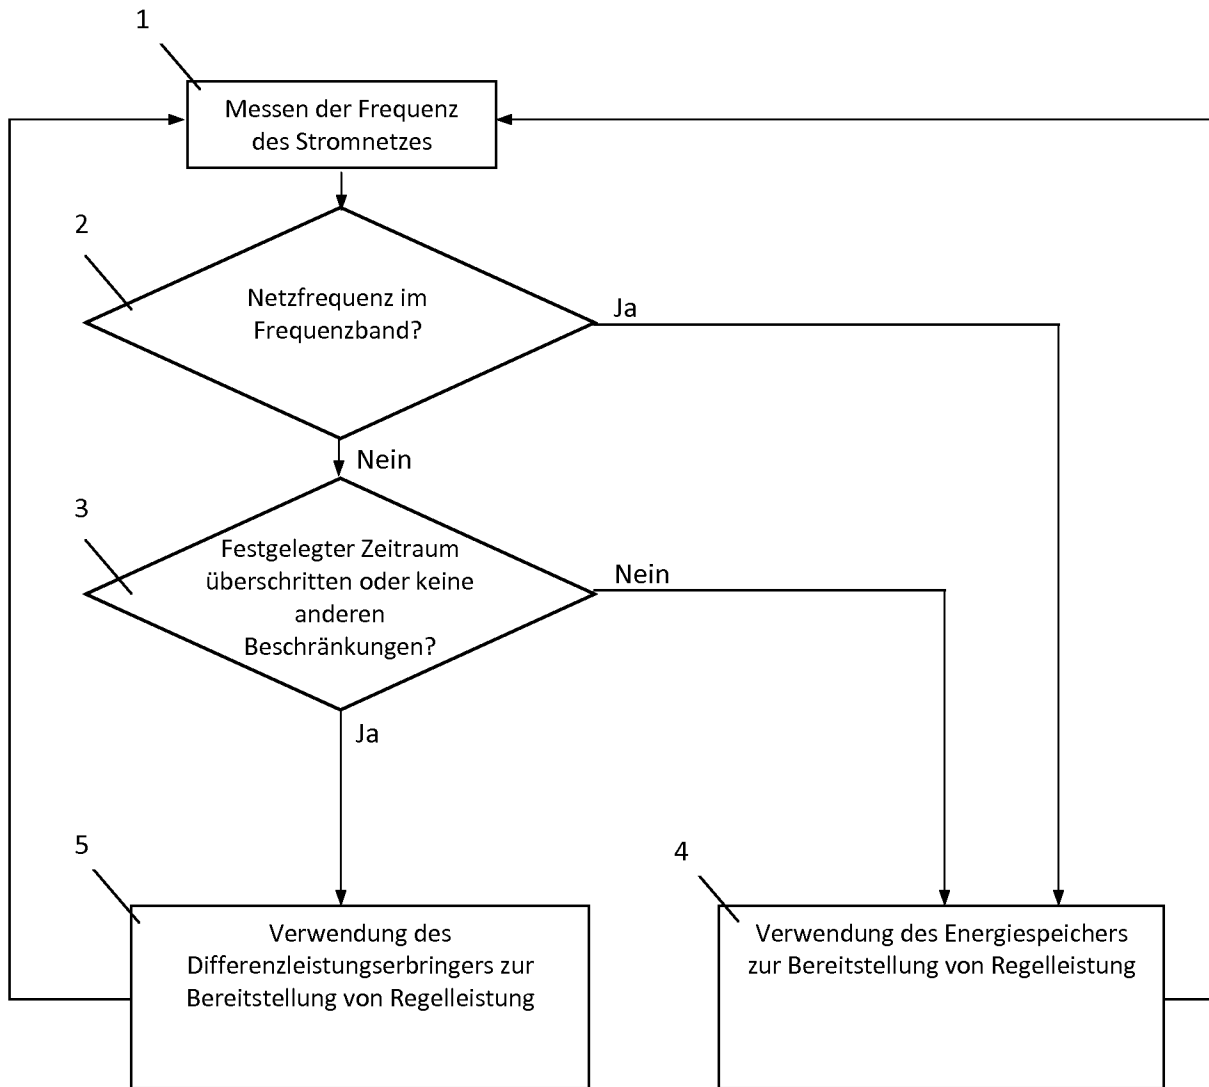 1
Messen der Frequenz
des Stromnetzes
2
Netzfrequenz im
Frequenzband?
Ja
Nein
3
Festgelegter Zeitraum
überschritten oder keine
anderen
Beschränkungen?
Nein
Ja
5
Verwendung des
Differenzleistungserbringers zur
Bereitstellung von Regelleistung
4
Verwendung des Energiespeichers
zur Bereitstellung von Regelleistung